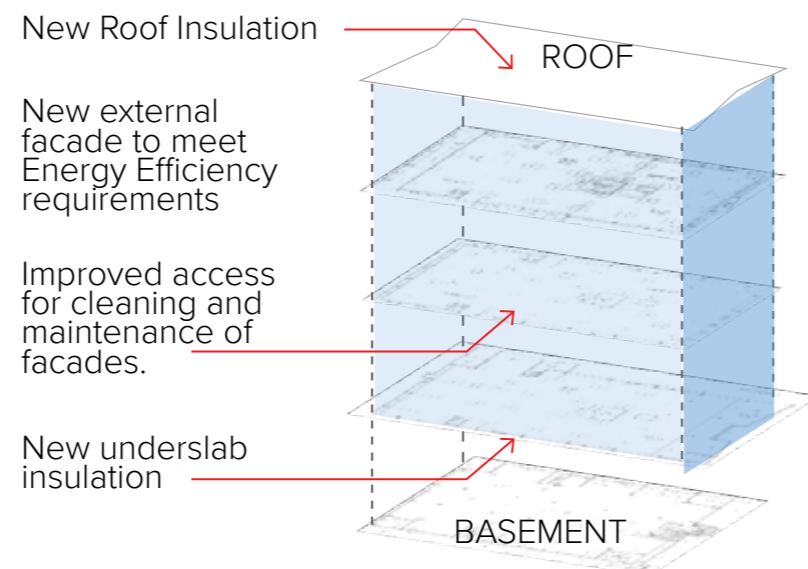 New Roof Insulation
ROOF
New external
facade to meet
Energy Efficiency
requirements
Improved access
for cleaning and
maintenance of
facades.
New underslab
insulation
BASEMENT